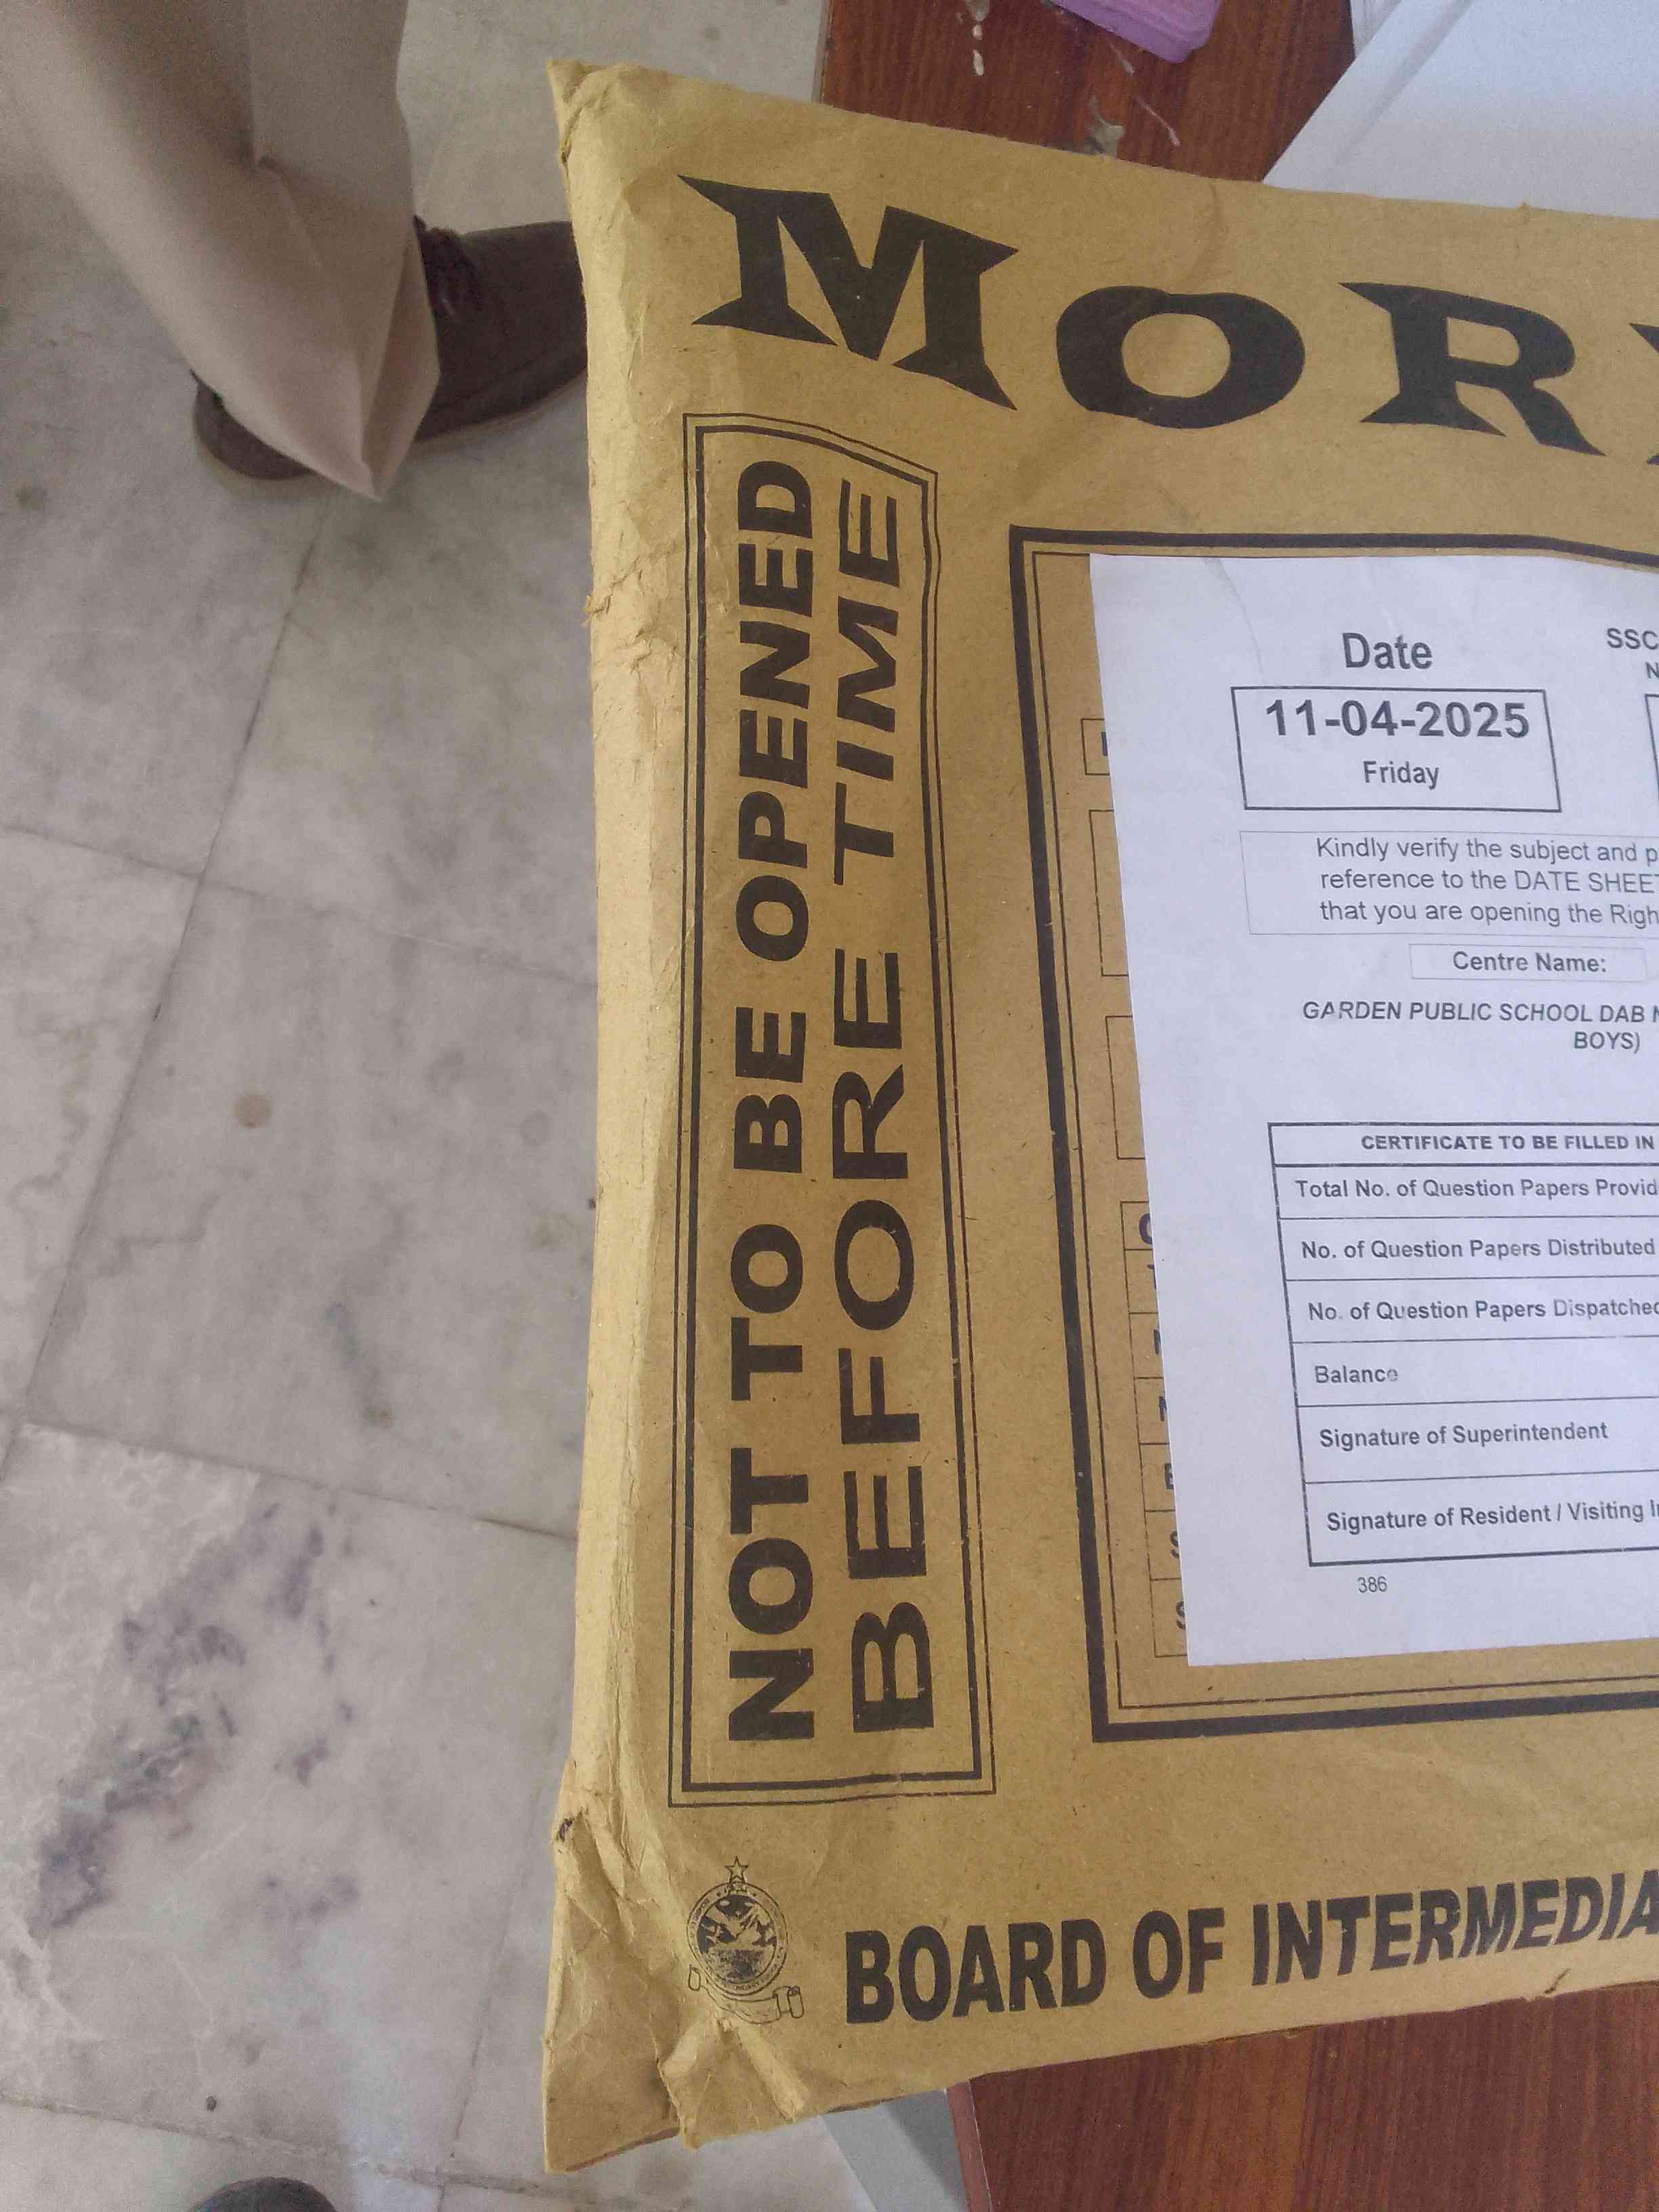 MOR
NOT TO BE OPENED
BEFORE TIME
Date
SSC
11-04-2025
Friday
Kindly verify the subject and p
reference to the DATE SHEET
that you are opening the Righ
Centre Name:
GARDEN PUBLIC SCHOOL DAB
BOYS)
CERTIFICATE TO BE FILLED IN
Total No. of Question Papers Provid
No. of Question Papers Distributed
No. of Question Papers Dispatched
Balance
Signature of Superintendent
Signature of Resident / Visiting
386
BOARD OF INTERMEDIA